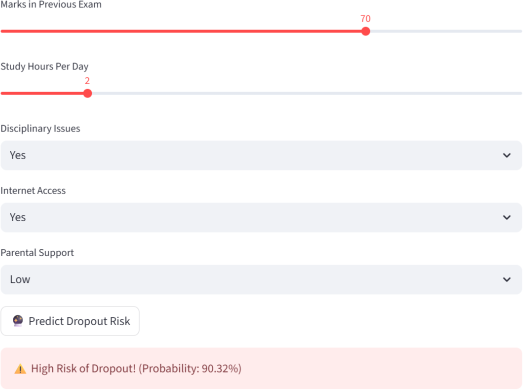 Marks in Previous Exam
70
Study Hours Per Day
2
Disciplinary Issues
Yes
Internet Access
Yes
Parental Support
Low
Predict Dropout Risk
High Risk of Dropout! (Probability: 90.32%)